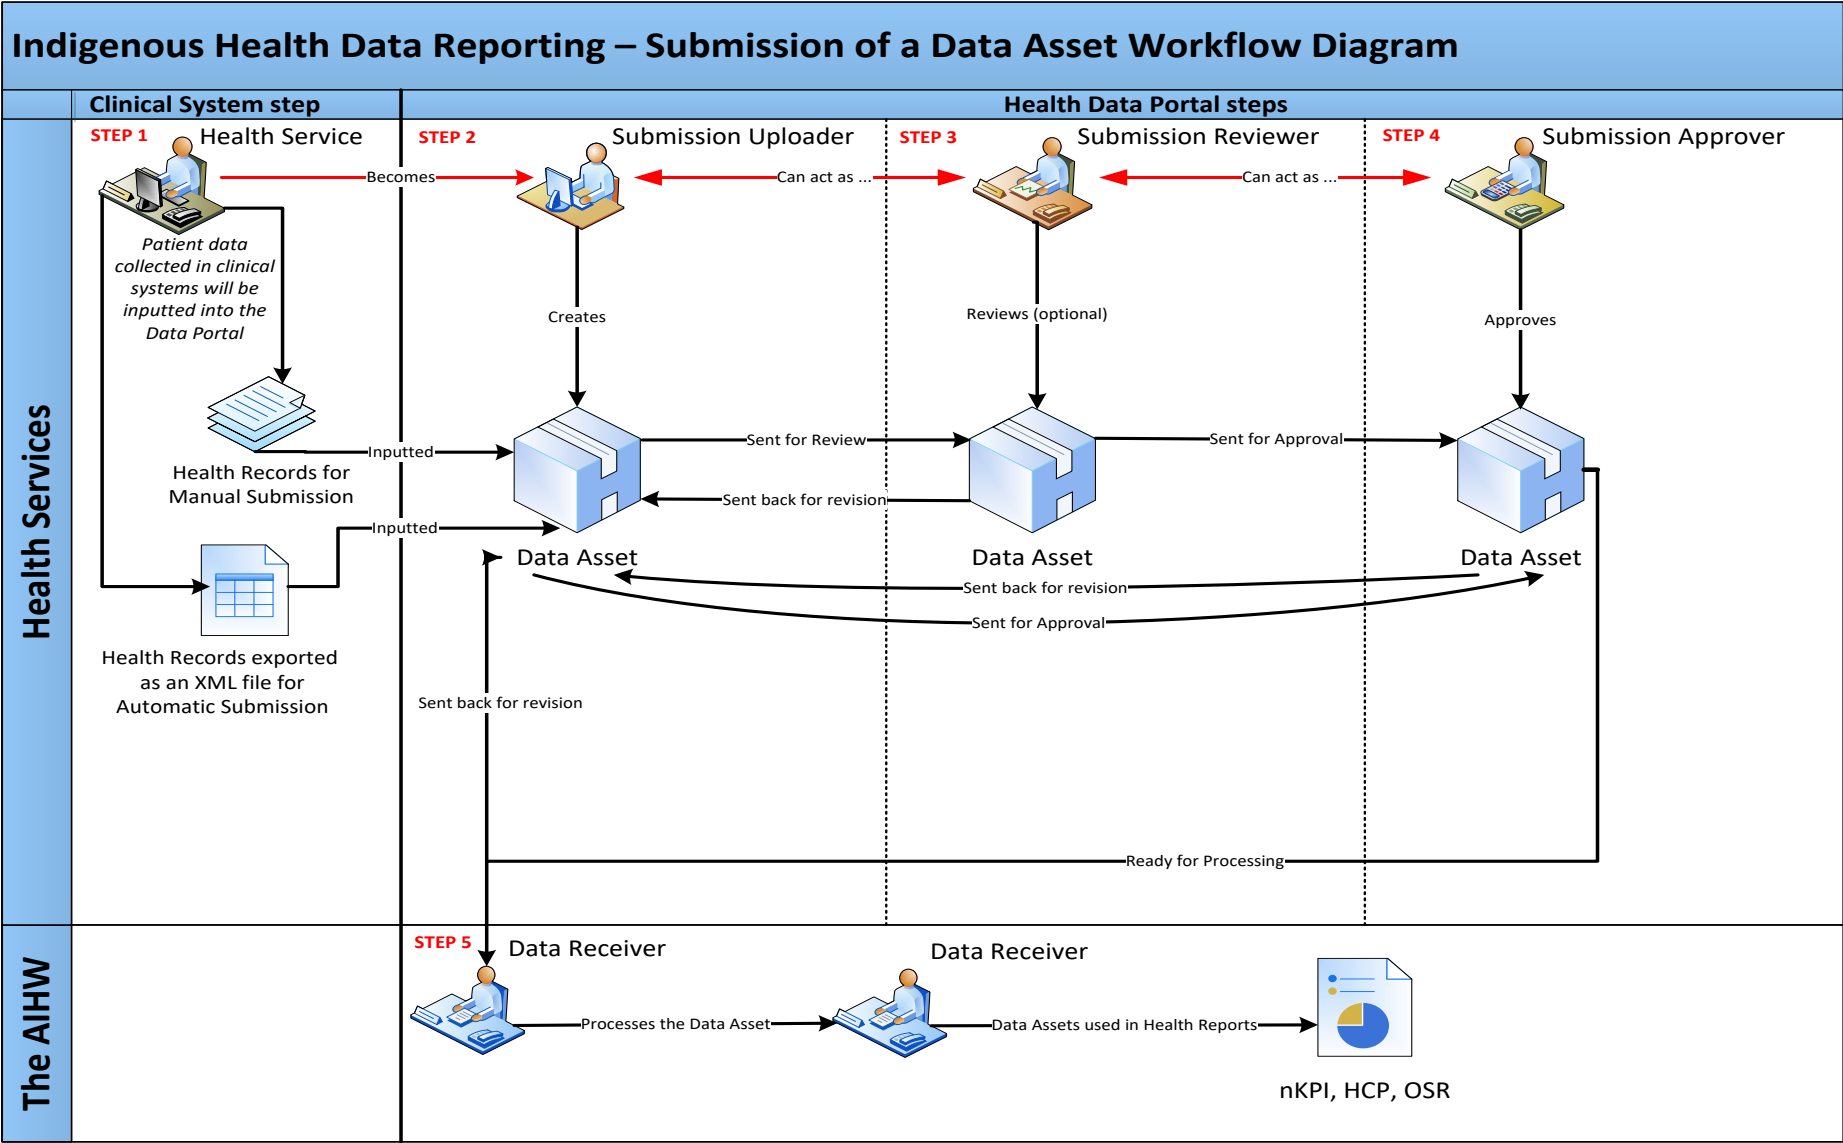 Indigenous Health Data Reporting – Submission of a Data Asset Workflow Diagram
Clinical System step
Health Data Portal steps
Health Services
STEP 1
Health Service
Becomes
STEP 2
Submission Uploader
Can act as ...
STEP 3
Submission Reviewer
Can act as ...
STEP 4
Submission Approver
Patient data
collected in clinical
systems will be
inputted into the
Data Portal
Creates
Reviews (optional)
Approves
Health Records for
Manual Submission
Inputted
Sent for Review
Sent for Approval
Sent back for revision
Inputted
Data Asset
Data Asset
Data Asset
Sent back for revision
Sent for Approval
Health Records exported
as an XML file for
Automatic Submission
Sent back for revision
Ready for Processing
The AIHW
STEP 5
Data Receiver
Data Receiver
Processes the Data Asset
Data Assets used in Health Reports
nKPI, HCP, OSR